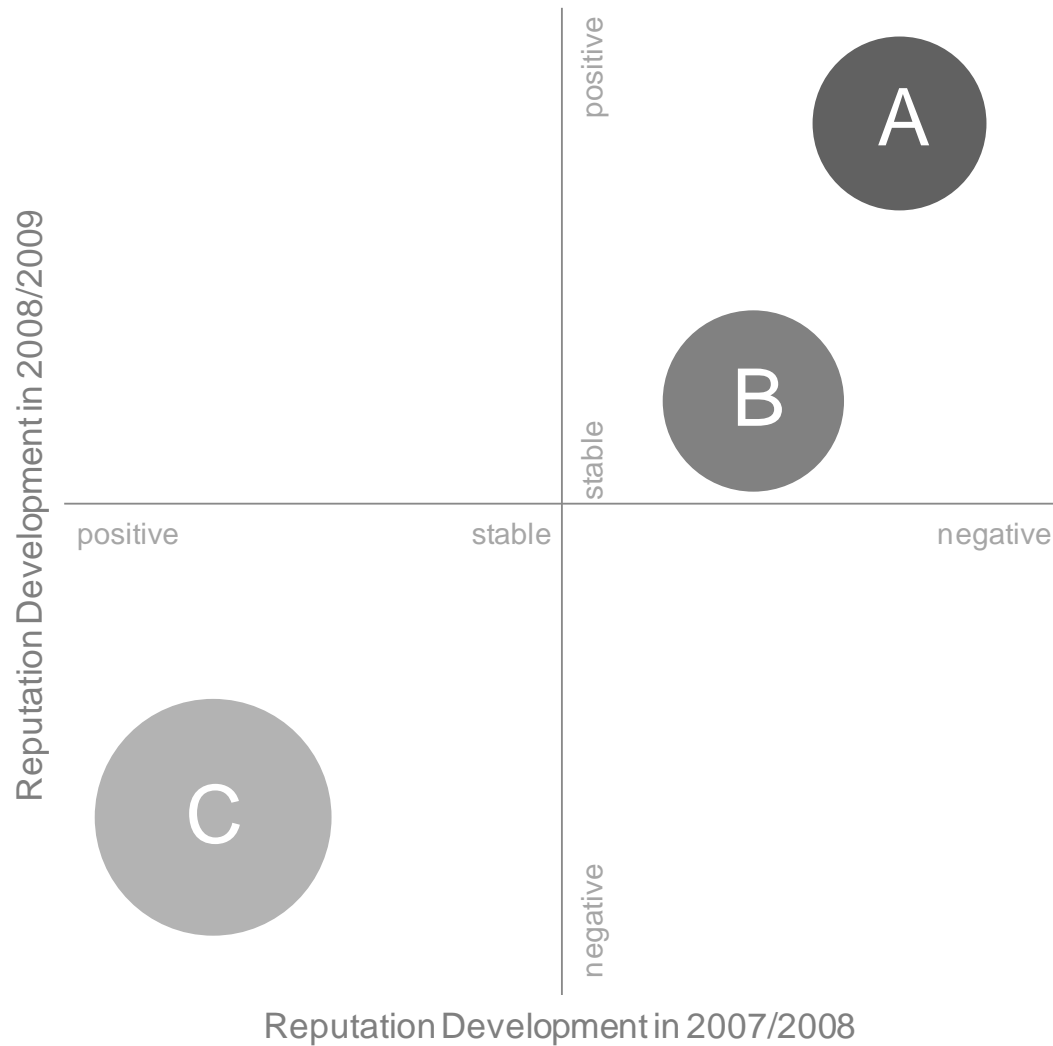 positive
A
Reputation Development in 2008/2009
B
stable
positive
stable
negative
C
negative
Reputation Development in 2007/2008